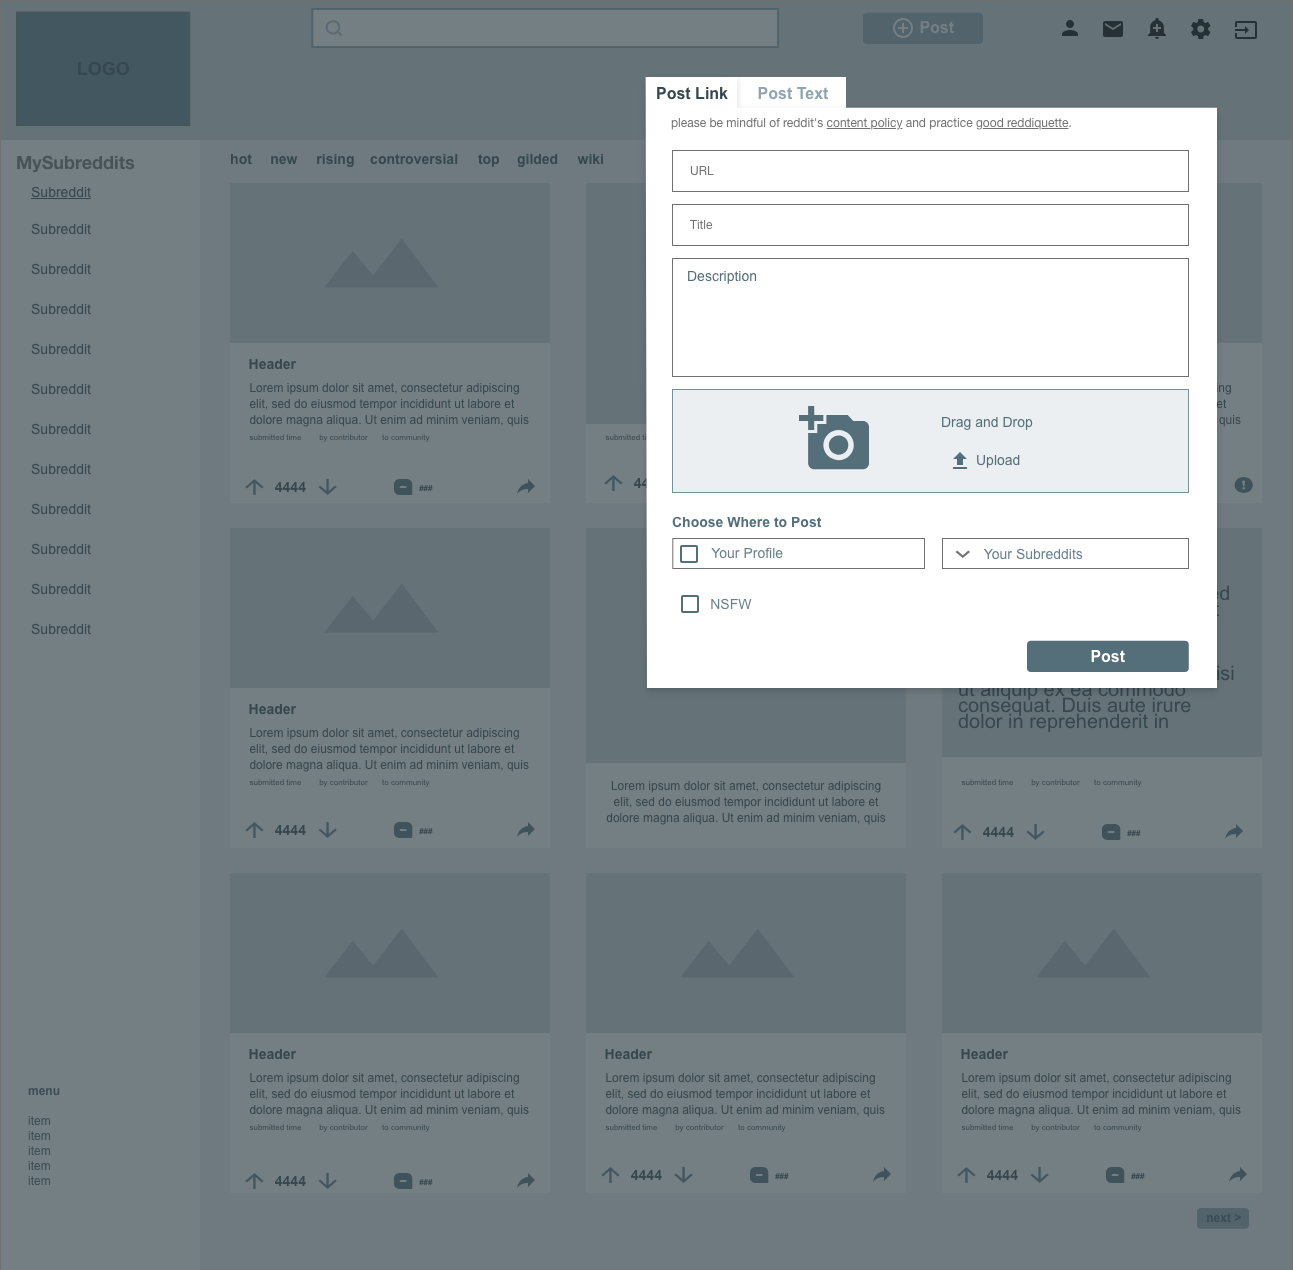 LOGO
Post
Post Link
Post Text
please be mindful of reddit's content policy and practice good reddiquette.
URL
Title
Description
Drag and Drop
Upload
Choose Where to Post
Your Profile
Your Subreddits
NSFW
Post
MySubreddits
Subreddit
Subreddit
Subreddit
Subreddit
Subreddit
Subreddit
Subreddit
Subreddit
Subreddit
Subreddit
Subreddit
Subreddit
menu
item
item
item
item
item
hot new rising controversial top gilded wiki
Header
Lorem ipsum dolor sit amet, consectetur adipiscing
elit, sed do eiusmod tempor incididunt ut labore et
dolore magna aliqua. Ut enim ad minim veniam, quis
submitted time by contributor to community
4444 ###
submitted ti
44
ng
et
quis
Header
Lorem ipsum dolor sit amet, consectetur adipiscing
elit, sed do eiusmod tempor incididunt ut labore et
dolore magna aliqua. Ut enim ad minim veniam, quis
submitted time by contributor to community
4444 ###
Lorem ipsum dolor sit amet, consectetur adipiscing
elit, sed do eiusmod tempor incididunt ut labore et
dolore magna aliqua. Ut enim ad minim veniam, quis
ed
isi
ut aliquip ex ea commodo
consequat. Duis aute irure
dolor in reprehenderit in
submitted time by contributor to community
4444 ###
Header
Lorem ipsum dolor sit amet, consectetur adipiscing
elit, sed do eiusmod tempor incididunt ut labore et
dolore magna aliqua. Ut enim ad minim veniam, quis
submitted time by contributor to community
4444 ###
Header
Lorem ipsum dolor sit amet, consectetur adipiscing
elit, sed do eiusmod tempor incididunt ut labore et
dolore magna aliqua. Ut enim ad minim veniam, quis
submitted time by contributor to community
4444 ###
Header
Lorem ipsum dolor sit amet, consectetur adipiscing
elit, sed do eiusmod tempor incididunt ut labore et
dolore magna aliqua. Ut enim ad minim veniam, quis
submitted time by contributor to community
4444 ###
next >